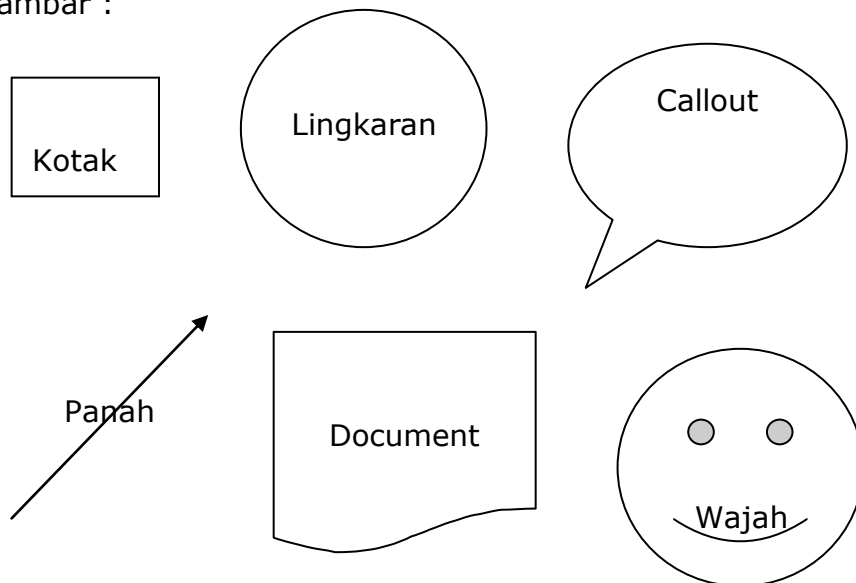 ambar :
Kotak
Lingkaran
Callout
Panah
Document
Wajah